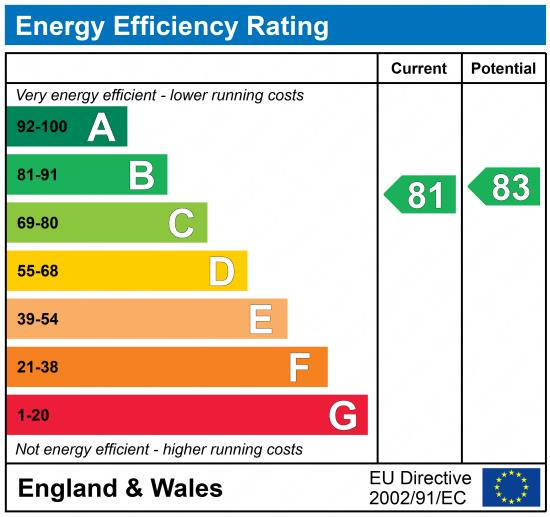 Energy Efficiency Rating
Current Potential
Very energy efficient - lower running costs
92-100 A
81-91 B
81 83
69-80 C
55-68 D
39-54 E
21-38 F
1-20 G
Not energy efficient - higher running costs
England & Wales
EU Directive
2002/91/EC